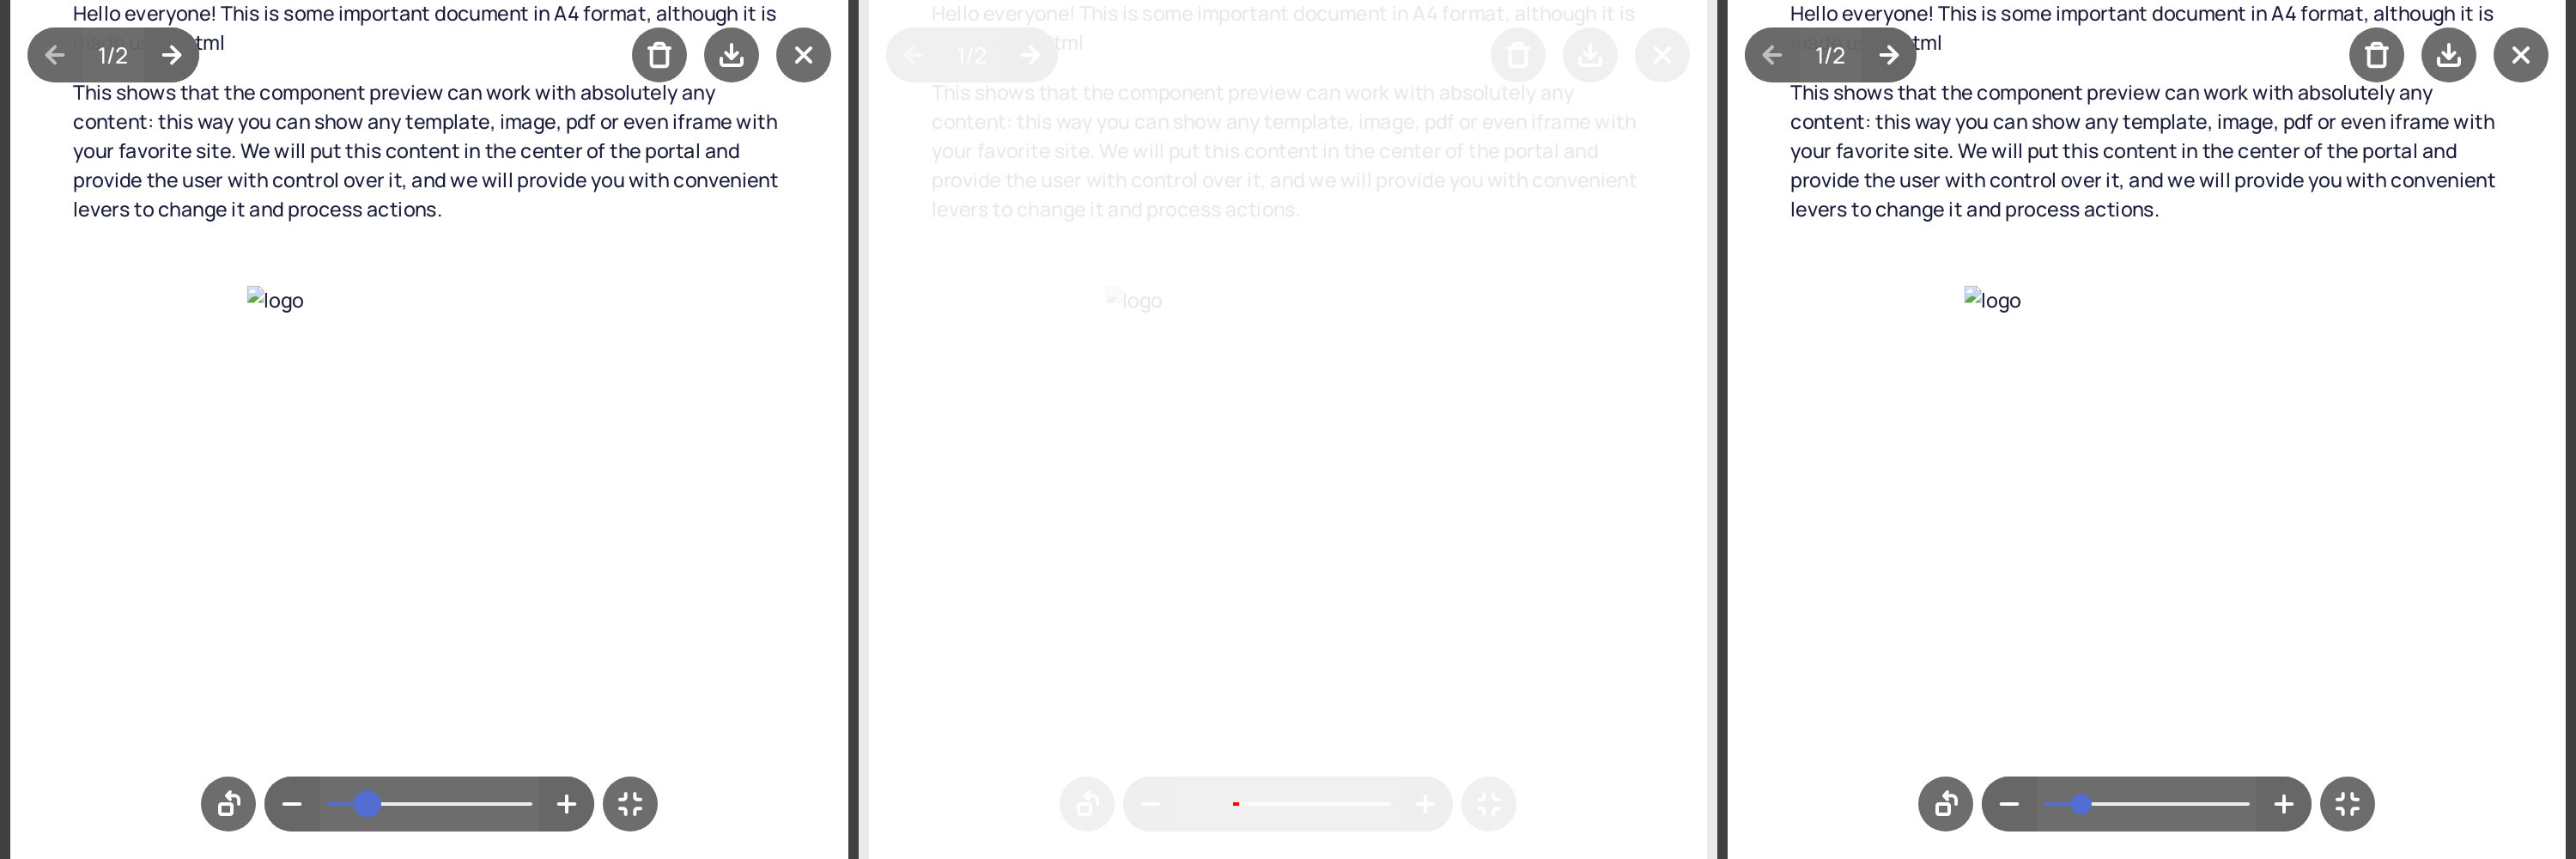 Hello everyone! This is some important document in A4 format, although it is
made us tml
1/2
This shows that the component preview can work with absolutely any
content: this way you can show any template, image, pdf or even iframe with
your favorite site. We will put this content in the center of the portal and
provide the user with control over it, and we will provide you with convenient
levers to change it and process actions.
logo
Hello everyone! This is some important document in A4 format, although it is
tml
1/2
This shows that the component preview can work with absolutely any
content: this way you can show any template, image, pdf or even iframe with
your favorite site. We will put this content in the center of the portal and
provide the user with control over it, and we will provide you with convenient
levers to change it and process actions.
logo
Hello everyone! This is some important document in A4 format, although it is
made us tml
1/2
This shows that the component preview can work with absolutely any
content: this way you can show any template, image, pdf or even iframe with
your favorite site. We will put this content in the center of the portal and
provide the user with control over it, and we will provide you with convenient
levers to change it and process actions.
logo